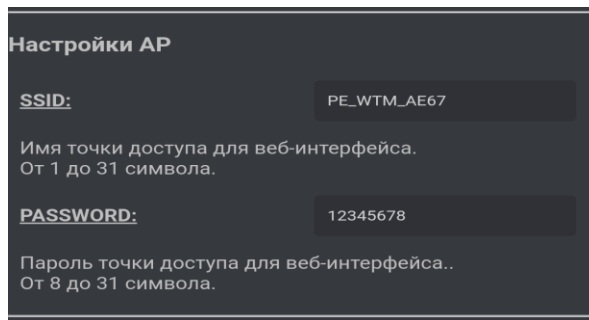 Настройки AP
SSID:
PE_WTM_AE67
Имя точки доступа для веб-интерфейса.
От 1 до 31 символа.
PASSWORD:
12345678
Пароль точки доступа для веб-интерфейса..
От 8 до 31 символа.